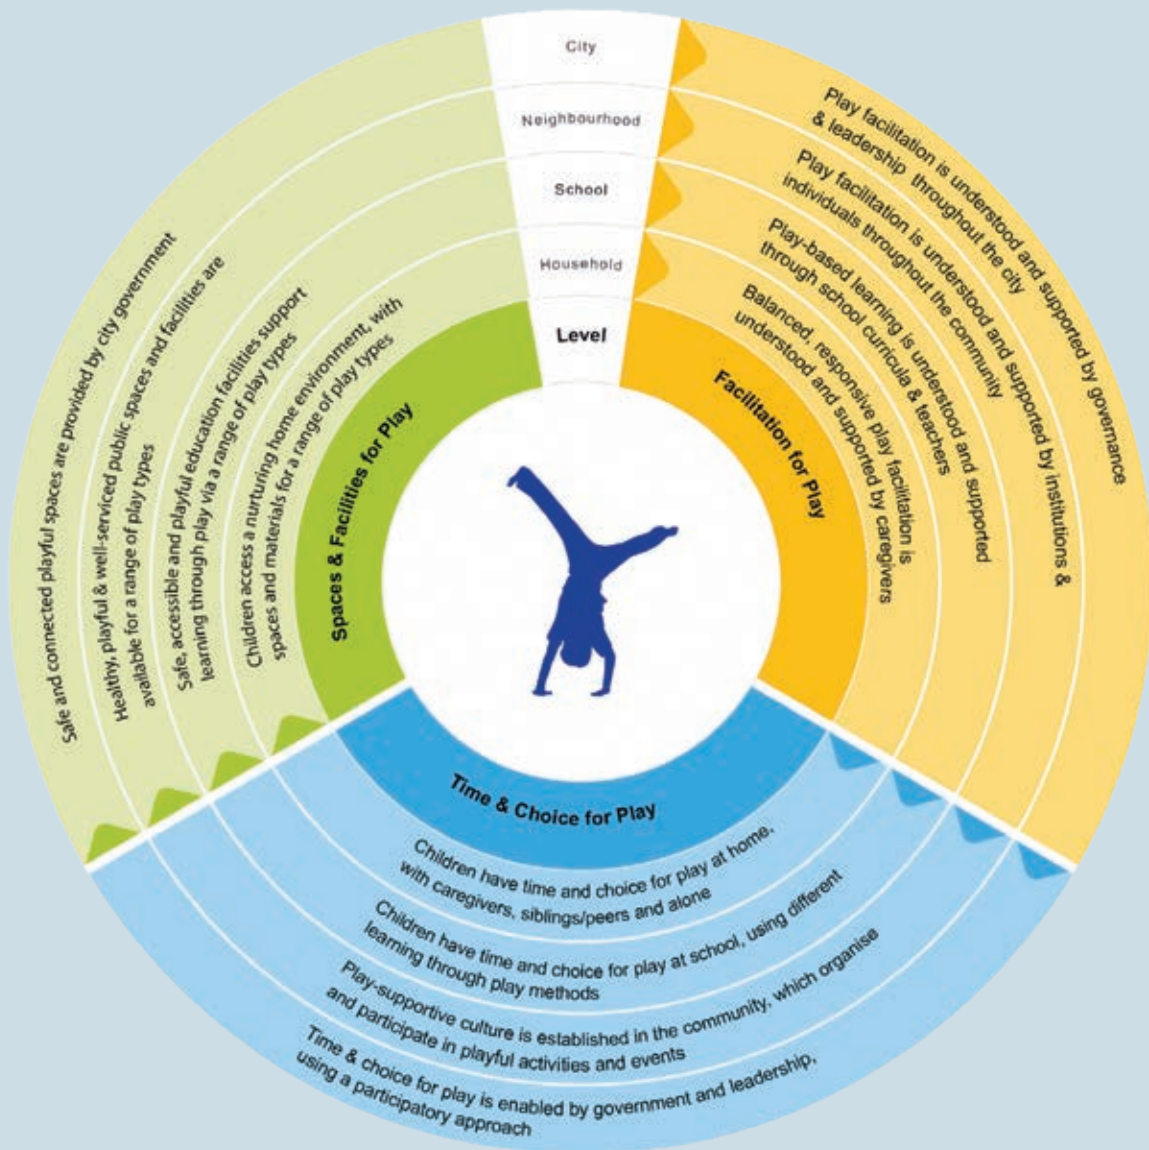 City
Neighbourhood
School
Household
Level
Facilitation for Play
Play facilitation is understood and supported by governance
& leadership throughout the city
Play facilitation is understood and supported by institutions &
individuals throughout the community
Play-based learning is understood and supported
through school curricula & teachers
Balanced, responsive play facilitation is
understood and supported by caregivers
Time & Choice for Play
Children have time and choice for play at home,
with caregivers, siblings/peers and alone
Children have time and choice for play at school, using different
learning through play methods
Play-supportive culture is established in the community, which organise
and participate in playful activities and events
Time & choice for play is enabled by government and leadership,
using a participatory approach
Spaces & Facilities for Play
Safe and connected playful spaces are provided by city government
Healthy, playful & well-serviced public spaces and facilities are
available for a range of play types
Safe, accessible and playful education facilities support
learning through play via a range of play types
Children access a nurturing home environment, with
spaces and materials for a range of play types